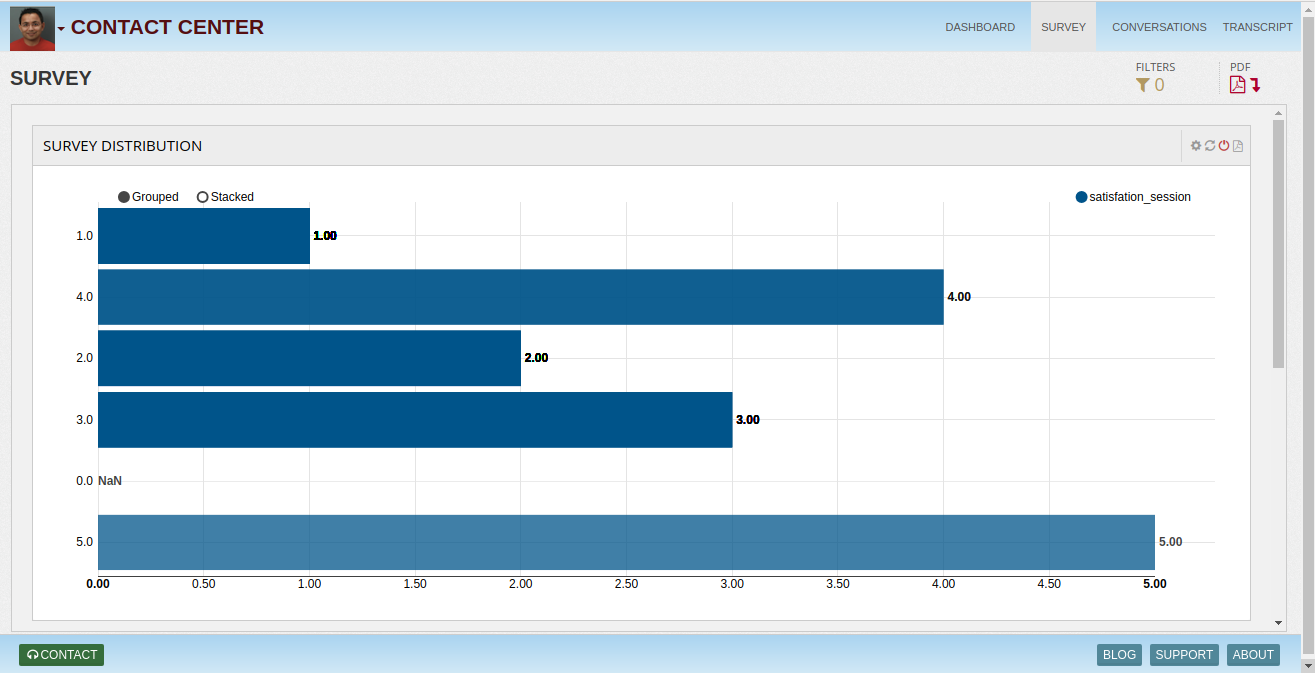 CONTACT CENTER
DASHBOARD SURVEY CONVERSATIONS TRANSCRIPT
SURVEY
FILTERS
0
PDF
SURVEY DISTRIBUTION
Grouped Stacked
satisfation_session
1.0 1.00
4.0 4.00
2.0 2.00
3.0 3.00
0.0 NaN
5.0 5.00
0.00 0.50 1.00 1.50 2.00 2.50 3.00 3.50 4.00 4.50 5.00
CONTACT
BLOG SUPPORT ABOUT